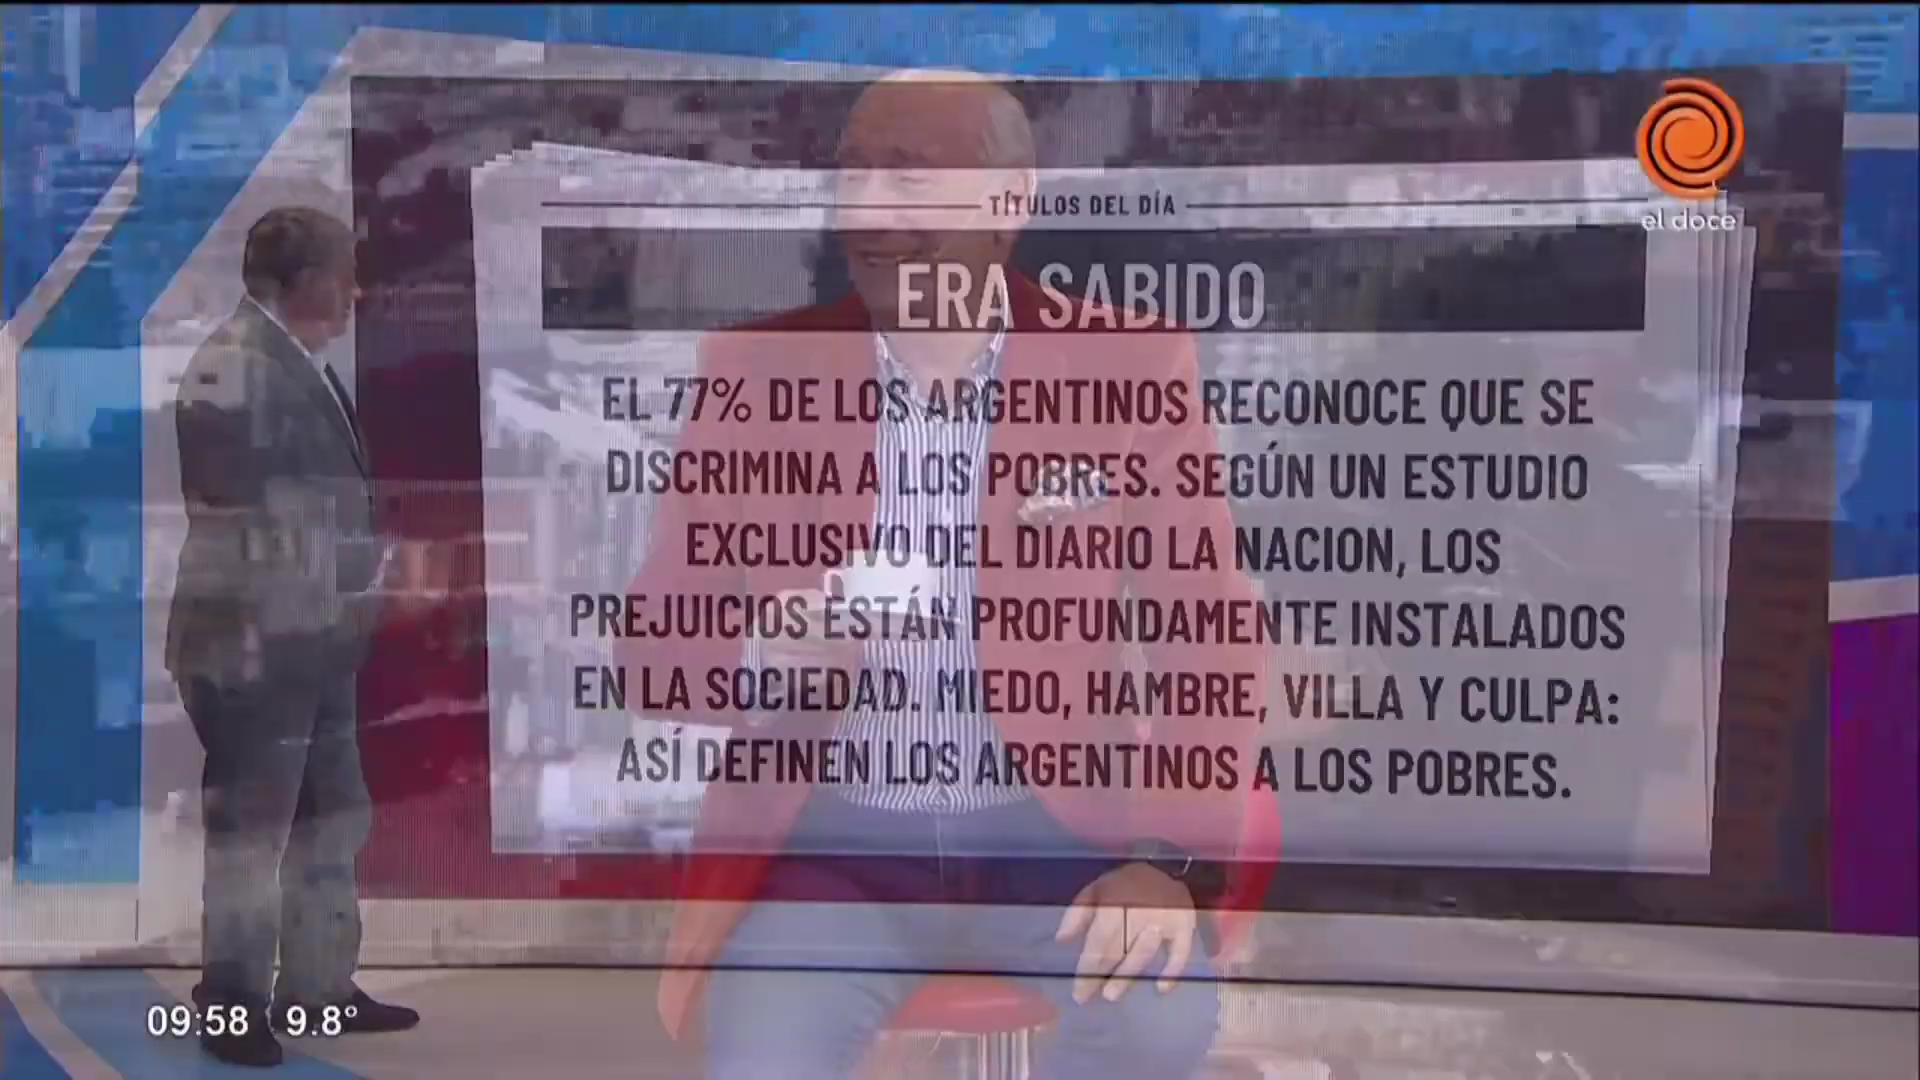 TÍTULOS DEL DÍA
el doce
ERA SABIDO
EL 77% DE LOS ARGENTINOS RECONOCE QUE SE
DISCRIMINA A LOS POBRES. SEGÚN UN ESTUDIO
EXCLUSIVO DEL DIARIO LA NACION, LOS
PREJUICIOS ESTÁN PROFUNDAMENTE INSTALADOS
EN LA SOCIEDAD. MIEDO, HAMBRE, VILLA Y CULPA:
ASÍ DEFINEN LOS ARGENTINOS A LOS POBRES.
09:58 9.8°